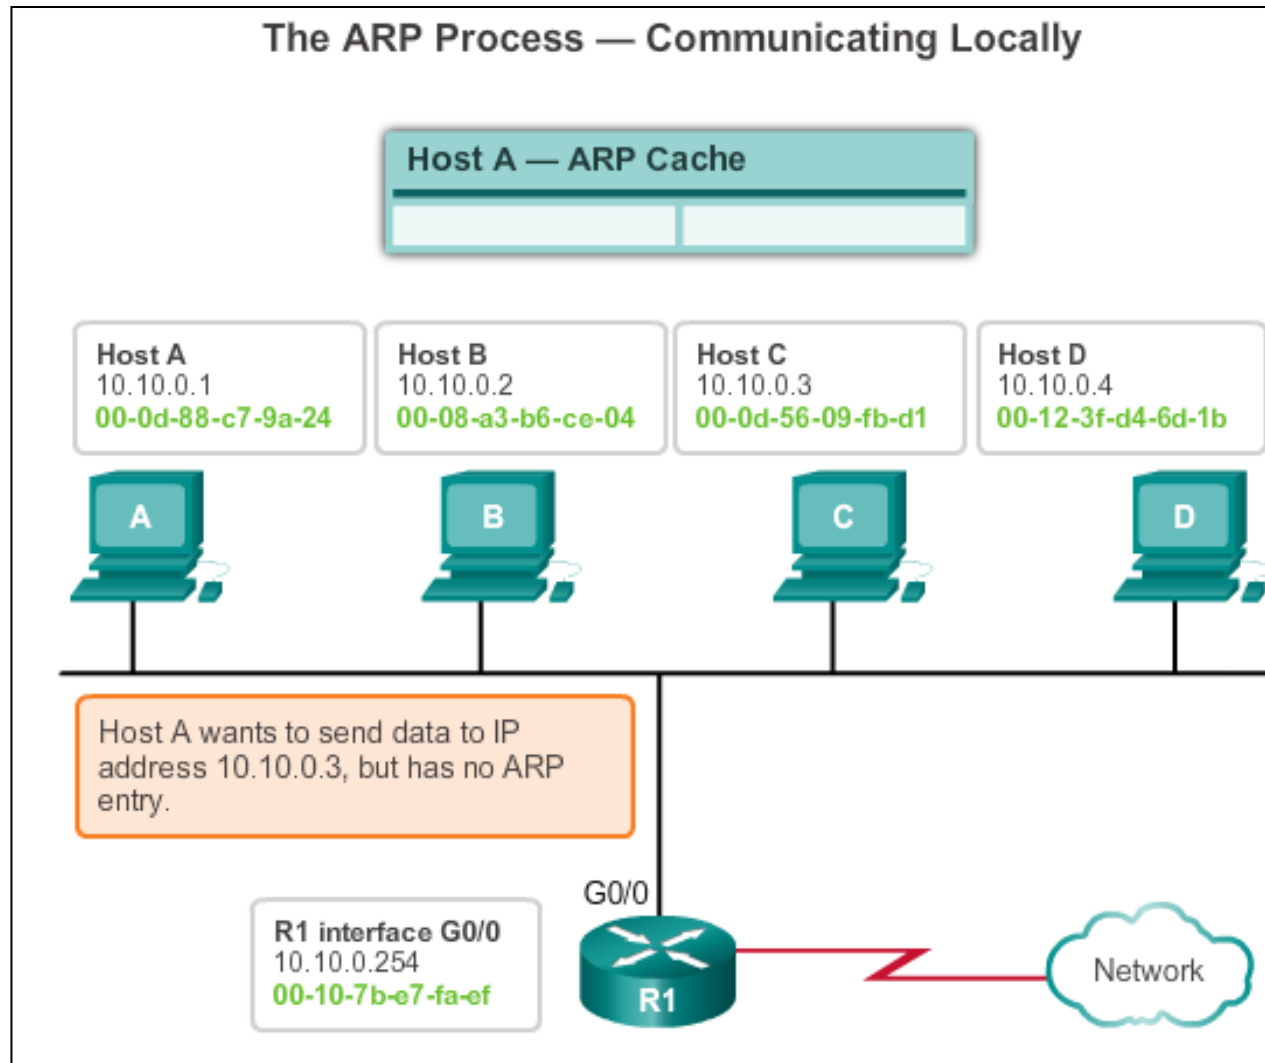 The ARP Process — Communicating Locally
Host A — ARP Cache
Host A
10.10.0.1
00-0d-88-c7-9a-24
Host B
10.10.0.2
00-08-a3-b6-ce-04
Host C
10.10.0.3
00-0d-56-09-fb-d1
Host D
10.10.0.4
00-12-3f-d4-6d-1b
A
B
C
D
Host A wants to send data to IP
address 10.10.0.3, but has no ARP
entry.
G0/0
R1 interface G0/0
10.10.0.254
00-10-7b-e7-fa-ef
R1
Network